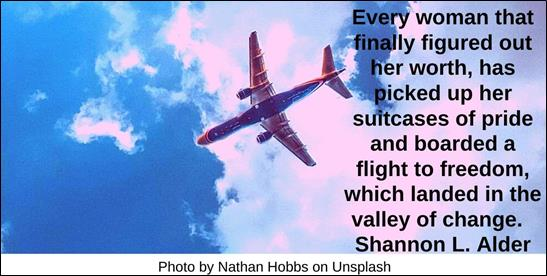 Every woman that
finally figured out
her worth, has
picked up her
suitcases of pride
and boarded a
flight to freedom,
which landed in the
valley of change.
Shannon L. Alder
Photo by Nathan Hobbs on Unsplash